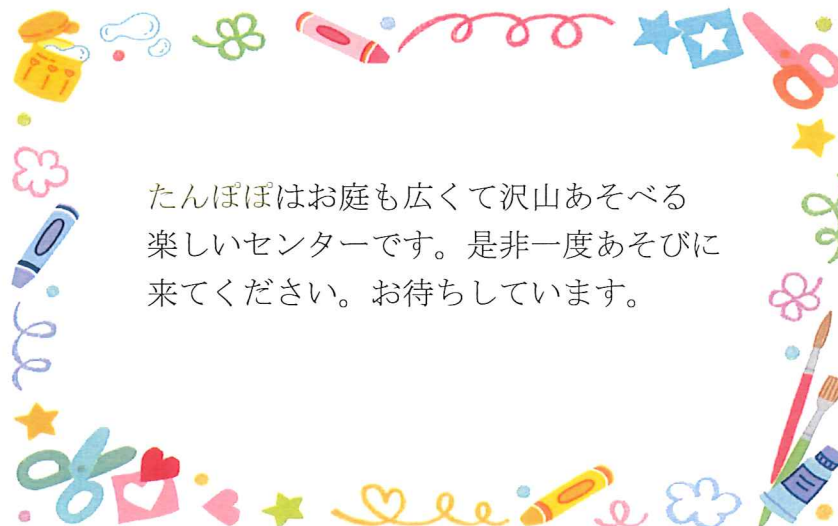 たんぽぽはお庭も広くて沢山あそべる
楽しいセンターです。是非一度あそびに
来てください。お待ちしています。